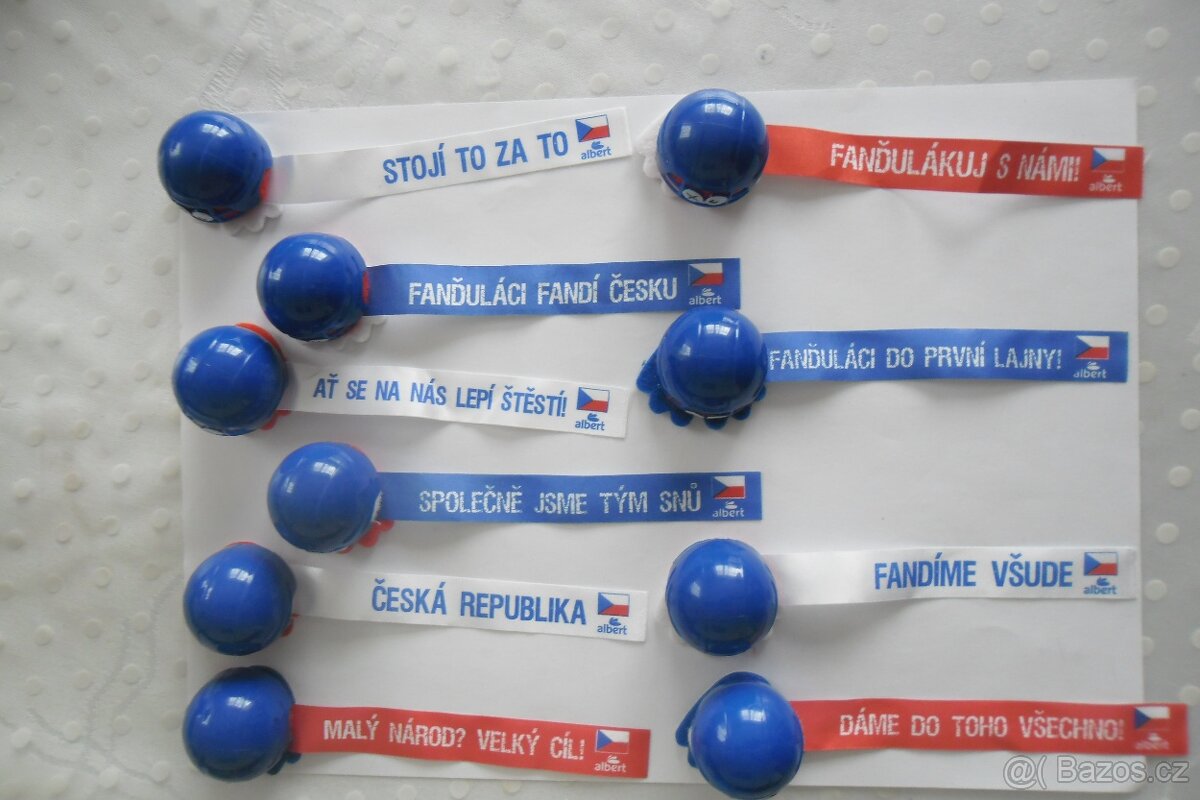 STOJÍ TO ZA TO
albert
FANĎULÁKUJ S NÁMI!
albert
FANĎULÁCI FANDÍ ČESKU
albert
FANĎULÁCI DO PRVNÍ LAJNY!
albert
AŤ SE NA NÁS LEPÍ ŠTĚSTÍ!
albert
SPOLEČNĚ JSME TÝM SNŮ
albert
FANDÍME VŠUDE
albert
ČESKÁ REPUBLIKA
albert
MALÝ NÁROD? VELKÝ CÍL!
albert
DÁME DO TOHO VŠECHNO!
albert
@( Bazos.cz